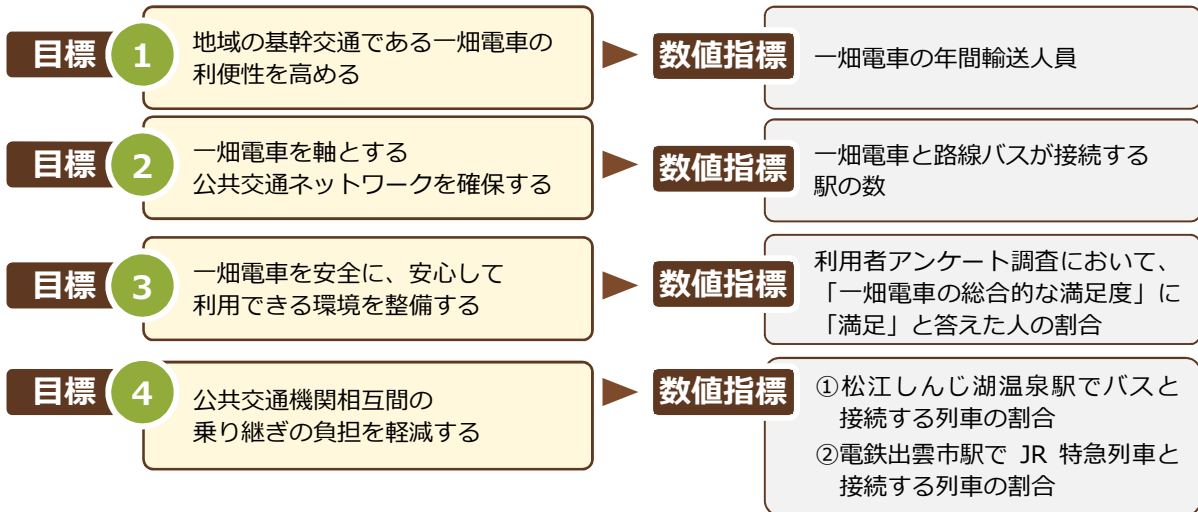 目標 1
地域の基幹交通である一畑電車の
利便性を高める
数値指標
一畑電車の年間輸送人員
目標 2
一畑電車を軸とする
公共交通ネットワークを確保する
数値指標
一畑電車と路線バスが接続する
駅の数
目標 3
一畑電車を安全に、安心して
利用できる環境を整備する
数値指標
利用者アンケート調査において、
「一畑電車の総合的な満足度」に
「満足」と答えた人の割合
目標 4
公共交通機関相互間の
乗り継ぎの負担を軽減する
数値指標
①松江しんじ湖温泉駅でバスと
接続する列車の割合
②電鉄出雲市駅で JR 特急列車と
接続する列車の割合